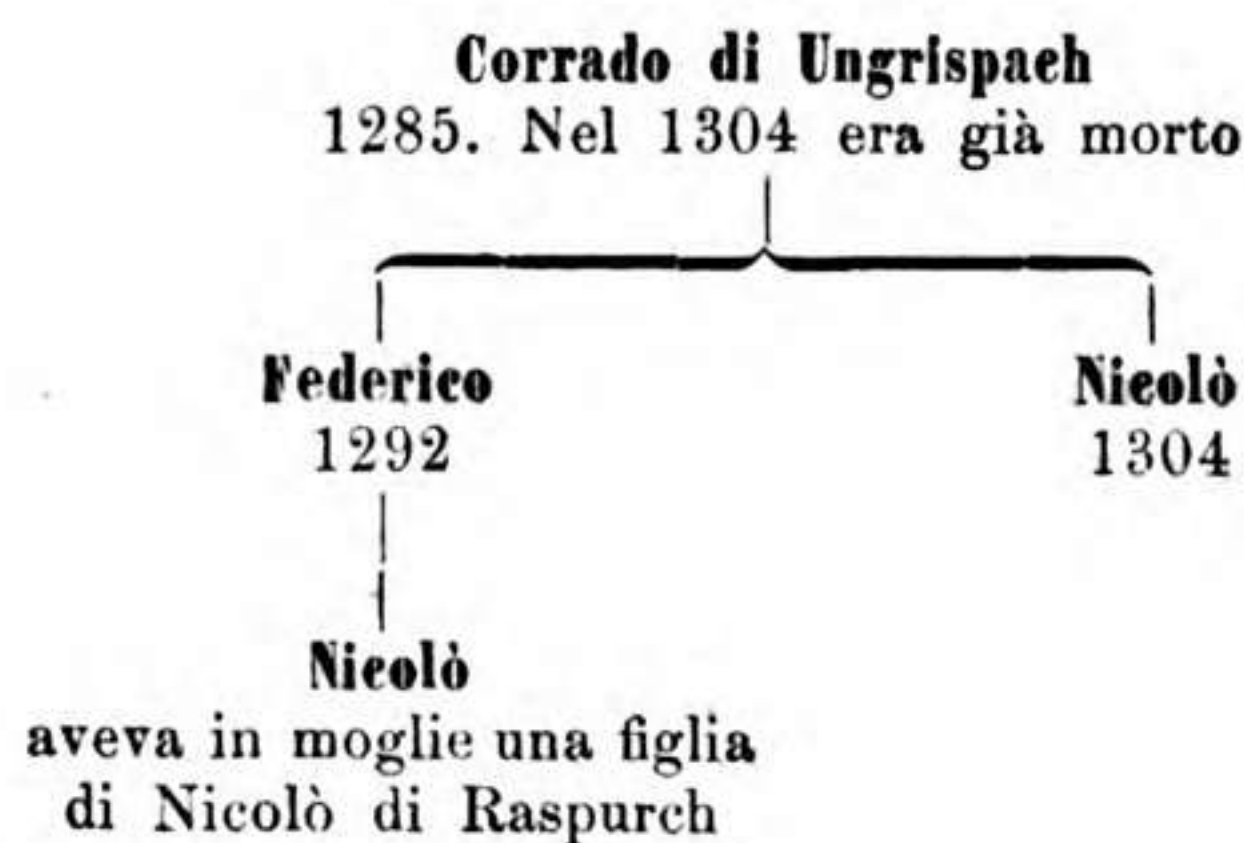 Corrado di Ungrispach
1285. Nel 1304 era già morto
Federico
1292
Nicolò
1304
Nicolò
aveva in moglie una figlia
di Nicolò di Raspurch